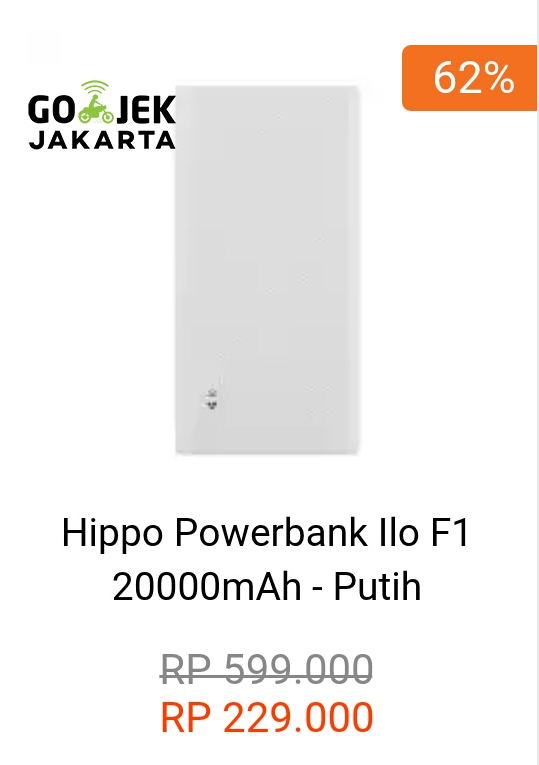 62%
GO JEK
JAKARTA
Hippo Powerbank Ilo F1
20000mAh - Putih
RP 599.000
RP 229.000